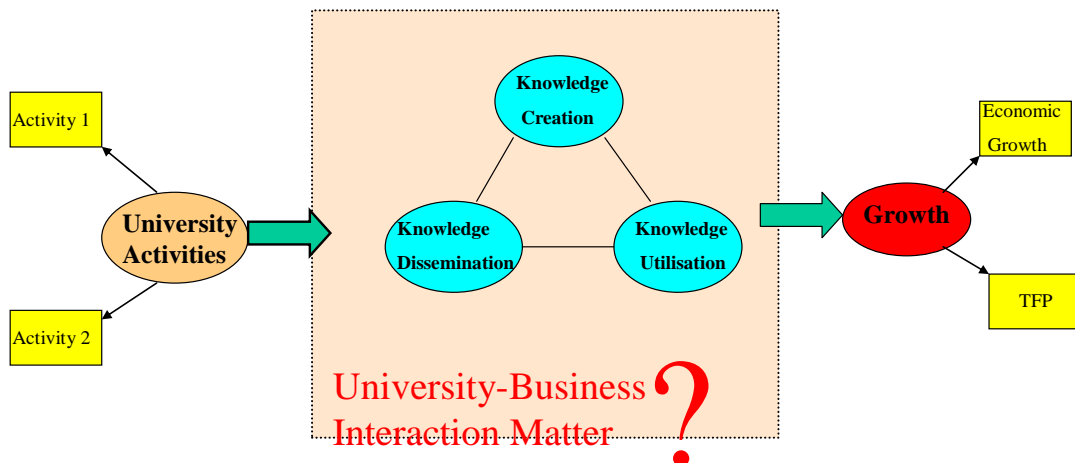 Activity 1
University
Activities
Activity 2
Knowledge
Creation
Knowledge
Dissemination
Knowledge
Utilisation
University-Business
Interaction Matter
?
Growth
Economic
Growth
TFP